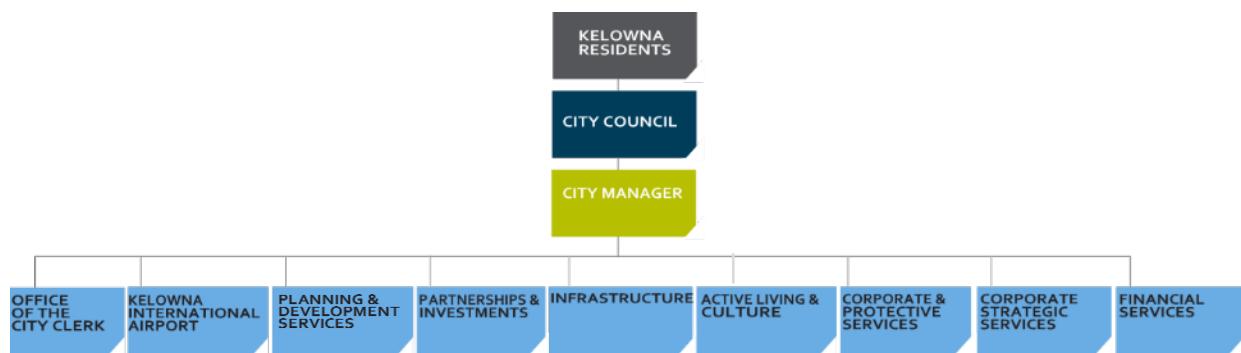 KELOWNA
RESIDENTS
CITY COUNCIL
CITY MANAGER
OFFICE
OF THE
CITY CLERK
KELOWNA
INTERNATIONAL
AIRPORT
PLANNING &
DEVELOPMENT
SERVICES
PARTNERSHIPS &
INVESTMENTS
INFRASTRUCTURE
ACTIVE LIVING &
CULTURE
CORPORATE &
PROTECTIVE
SERVICES
CORPORATE
STRATEGIC
SERVICES
FINANCIAL
SERVICES